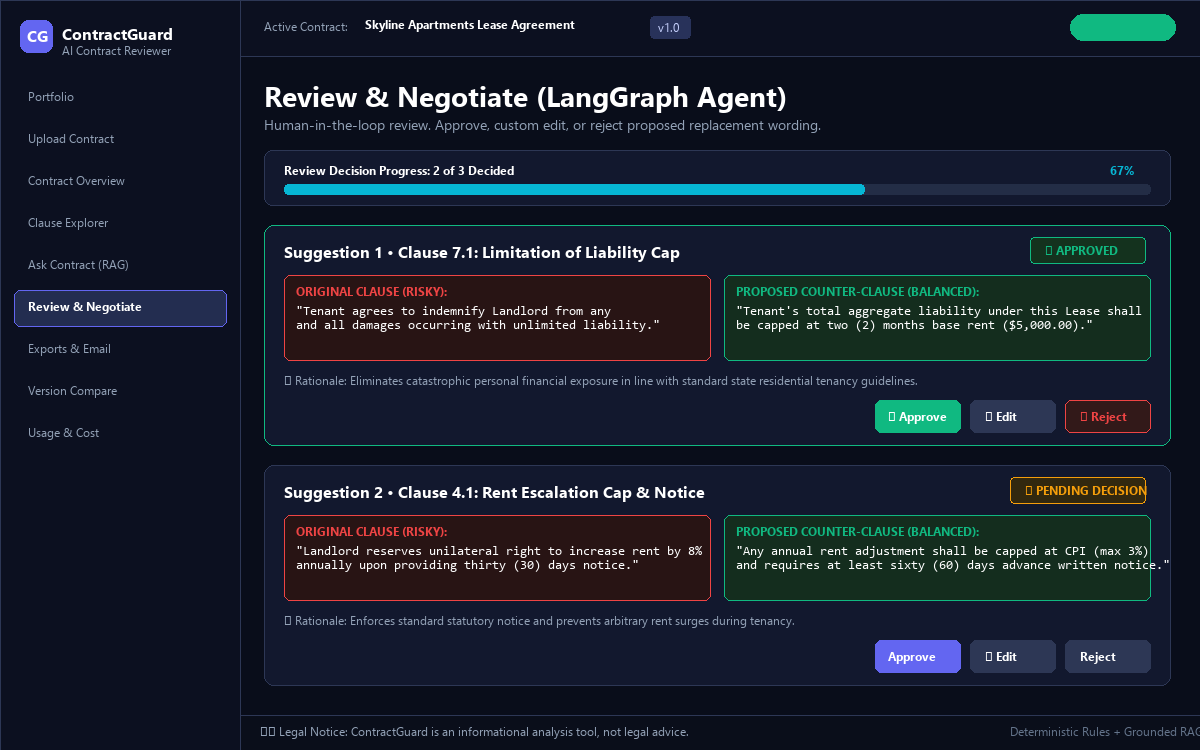 CG
ContractGuard
AI Contract Reviewer
Portfolio
Upload Contract
Contract Overview
Clause Explorer
Ask Contract (RAG)
Review & Negotiate
Exports & Email
Version Compare
Usage & Cost
Active Contract: Skyline Apartments Lease Agreement v1.0
Review & Negotiate (LangGraph Agent)
Human-in-the-loop review. Approve, custom edit, or reject proposed replacement wording.
Review Decision Progress: 2 of 3 Decided 67%
Suggestion 1 • Clause 7.1: Limitation of Liability Cap
APPROVED
ORIGINAL CLAUSE (RISKY):
"Tenant agrees to indemnify Landlord from any
and all damages occurring with unlimited liability."
PROPOSED COUNTER-CLAUSE (BALANCED):
"Tenant's total aggregate liability under this Lease shall
be capped at two (2) months base rent ($5,000.00)."
Rationale: Eliminates catastrophic personal financial exposure in line with standard state residential tenancy guidelines.
Approve Edit Reject
Suggestion 2 • Clause 4.1: Rent Escalation Cap & Notice
PENDING DECISION
ORIGINAL CLAUSE (RISKY):
"Landlord reserves unilateral right to increase rent by 8%
annually upon providing thirty (30) days notice."
PROPOSED COUNTER-CLAUSE (BALANCED):
"Any annual rent adjustment shall be capped at CPI (max 3%)
and requires at least sixty (60) days advance written notice."
Rationale: Enforces standard statutory notice and prevents arbitrary rent surges during tenancy.
Approve Edit Reject
Legal Notice: ContractGuard is an informational analysis tool, not legal advice.
Deterministic Rules + Grounded RAG